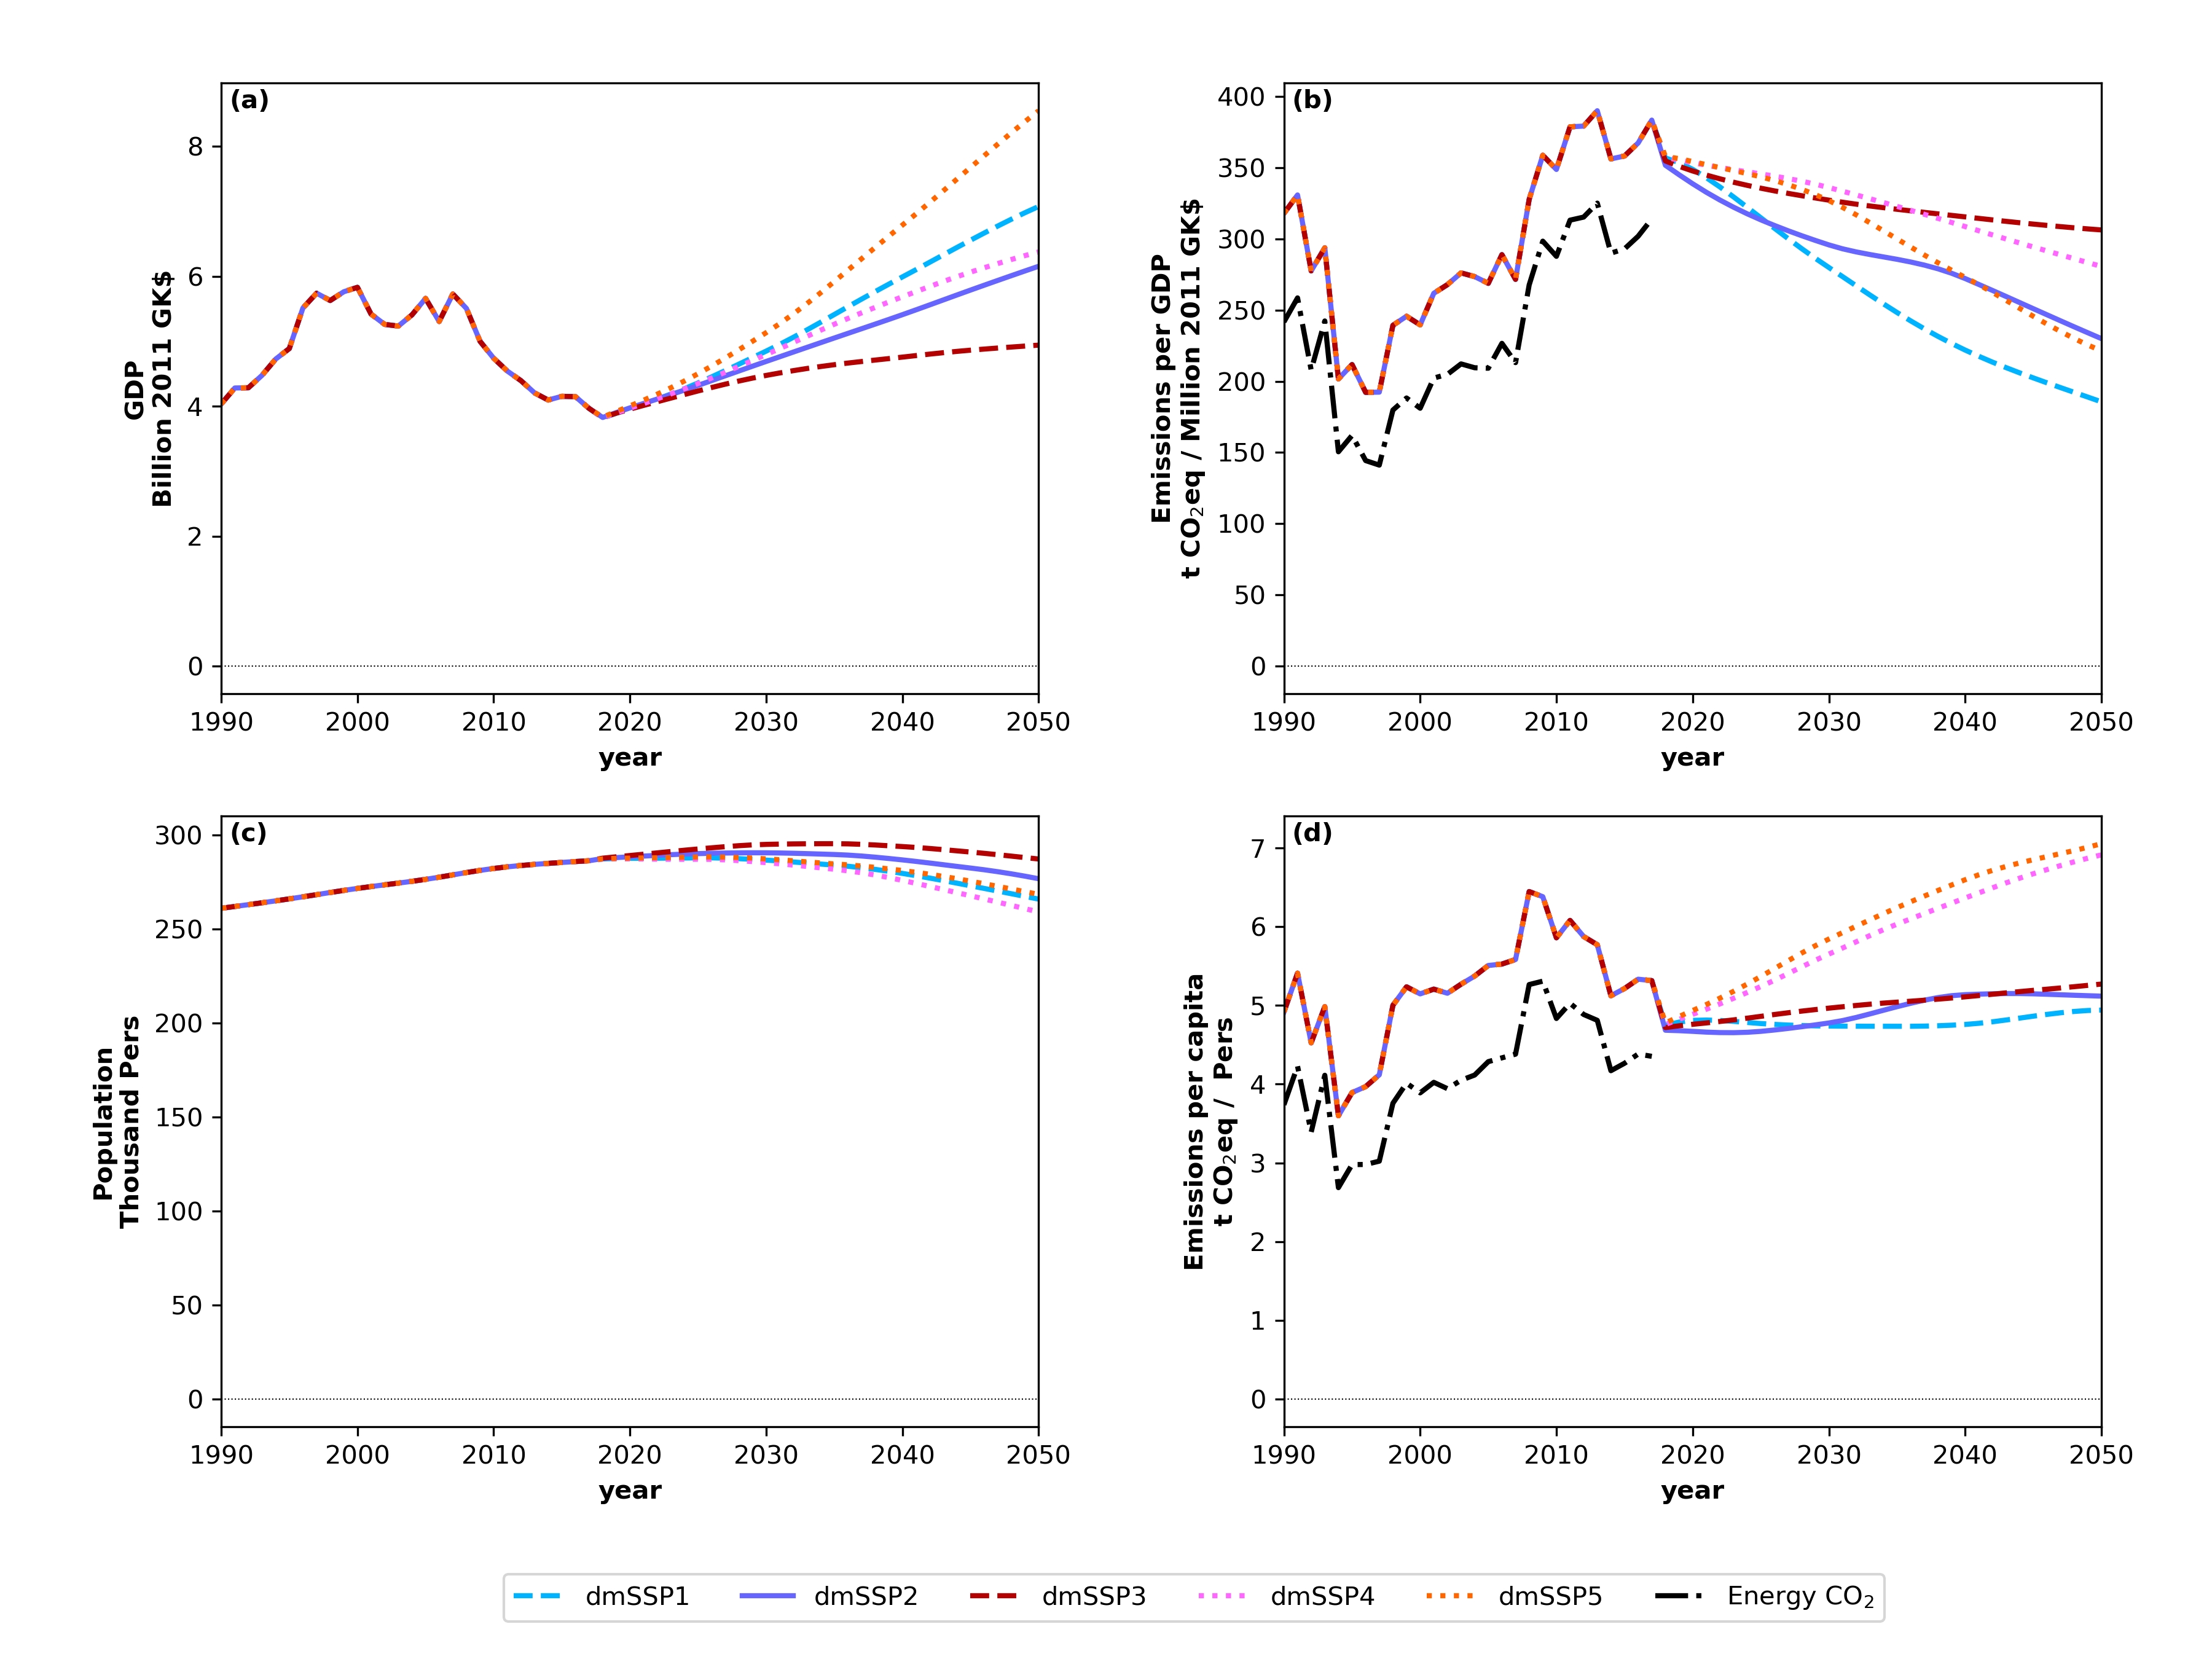 (a)
GDP
Billion 2011 GK$
8
6
4
2
0
1990 2000 2010 2020 2030 2040 2050
year
(b)
Emissions per GDP
t CO₂eq / Million 2011 GK$
400
350
300
250
200
150
100
50
0
1990 2000 2010 2020 2030 2040 2050
year
(c)
Population
Thousand Pers
300
250
200
150
100
50
0
1990 2000 2010 2020 2030 2040 2050
year
(d)
Emissions per capita
t CO₂eq / Pers
7
6
5
4
3
2
1
0
1990 2000 2010 2020 2030 2040 2050
year
dmSSP1 dmSSP2 dmSSP3 dmSSP4 dmSSP5 Energy CO₂